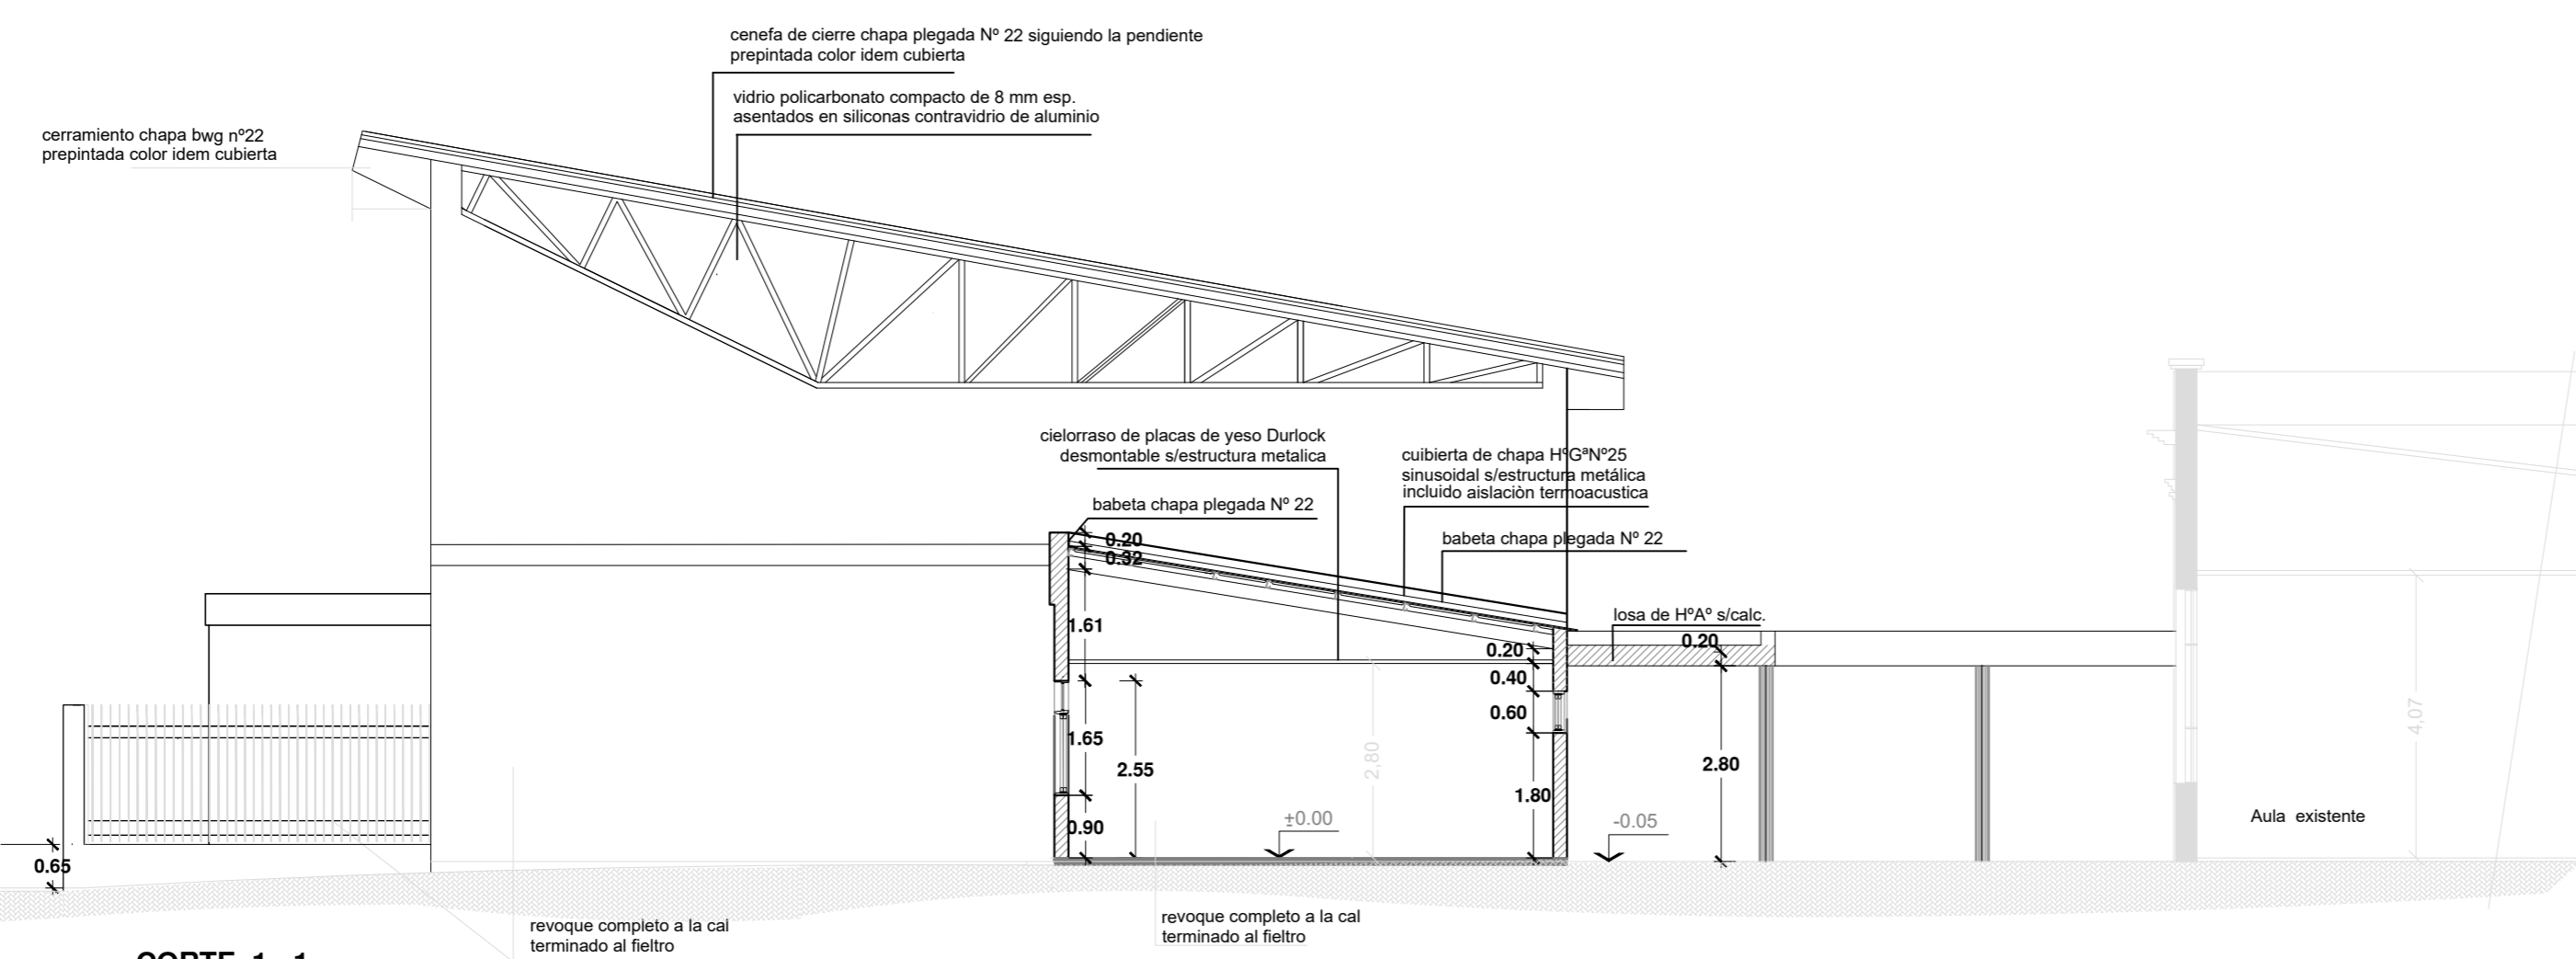 cenefa de cierre chapa plegada Nº 22 siguiendo la pendiente
prepintada color idem cubierta
vidrio policarbonato compacto de 8 mm esp.
asentados en siliconas contravidrio de aluminio
cerramiento chapa bwg nº22
prepintada color idem cubierta
cielorraso de placas de yeso Durlock
desmontable s/estructura metalica
cuibierta de chapa HºGªNº25
sinusoidal s/estructura metálica
incluido aislaciòn termoacustica
babeta chapa plegada Nº 22
babeta chapa plegada Nº 22
0.20
0.32
losa de HºAº s/calc.
1.61
0.20
0.20
0.40
0.60
1.65
2.55
2,80
2.80
4,07
1.80
0.90
±0.00
-0.05
Aula existente
0.65
revoque completo a la cal
terminado al fieltro
revoque completo a la cal
terminado al fieltro
CORTE 1 - 1